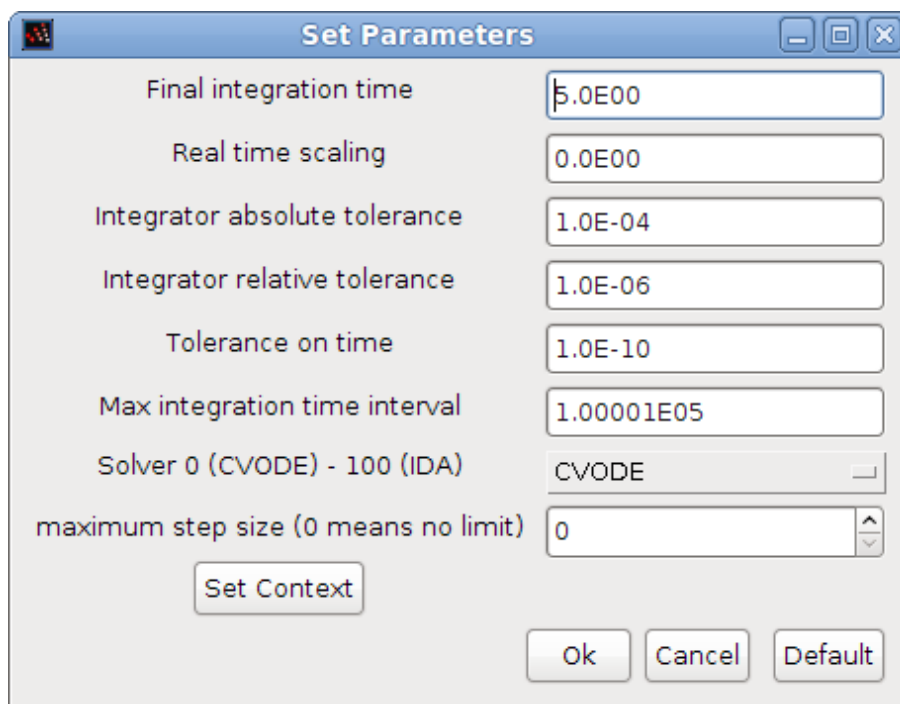 Set Parameters
Final integration time 5.0E00
Real time scaling 0.0E00
Integrator absolute tolerance 1.0E-04
Integrator relative tolerance 1.0E-06
Tolerance on time 1.0E-10
Max integration time interval 1.00001E05
Solver 0 (CVODE) - 100 (IDA) CVODE
maximum step size (0 means no limit) 0
Set Context
Ok Cancel Default